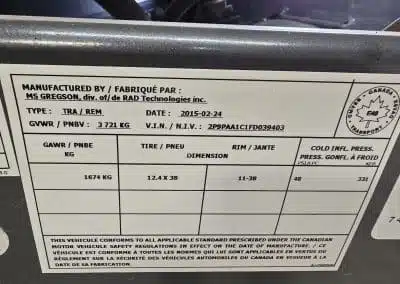 MANUFACTURED BY / FABRIQUÉ PAR :
MS GREGSON, div. of/de RAD Technologies inc.
TYPE : TRA / REM DATE : 2015-02-24
GVWR / PNBV : 3 721 KG V.I.N. / N.I.V. : 2P9PAA1C1FD039403
CANADA
TRANSPORT
GAWR / PNBE
KG
TIRE / PNEU RIM / JANTE
DIMENSION
COLD INFL. PRESS.
PRESS. GONFL. À FROID
1674 KG 12.4 X 38 11-38 48 331
THIS VEHICULE CONFORMS TO ALL APPLICABLE STANDARD PRESCRIBED UNDER THE CANADIAN
MOTOR VEHICULE SAFETY REGULATIONS IN EFFECT ON THE DATE OF MANUFACTURE. / CE
VÉHICULE EST CONFORME À TOUTES LES NORMES QUI LUI SONT APPLICABLES EN VERTUS DU
RÈGLEMENT SUR LA SÉCURITÉ DES VÉHICULES AUTOMOBILES DU CANADA EN VIGUEUR À LA
DATE DE SA FABRICATION.